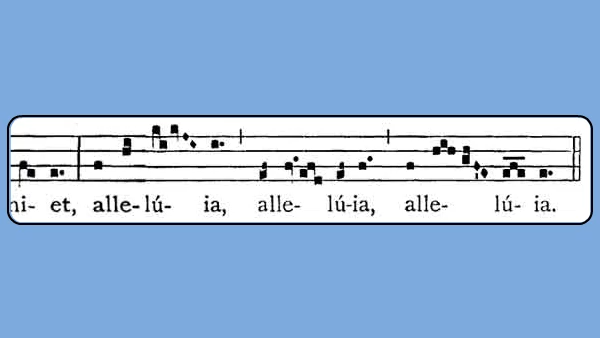 ni- et, alle-lú- ia, alle- lú-ia, alle- lú- ia.